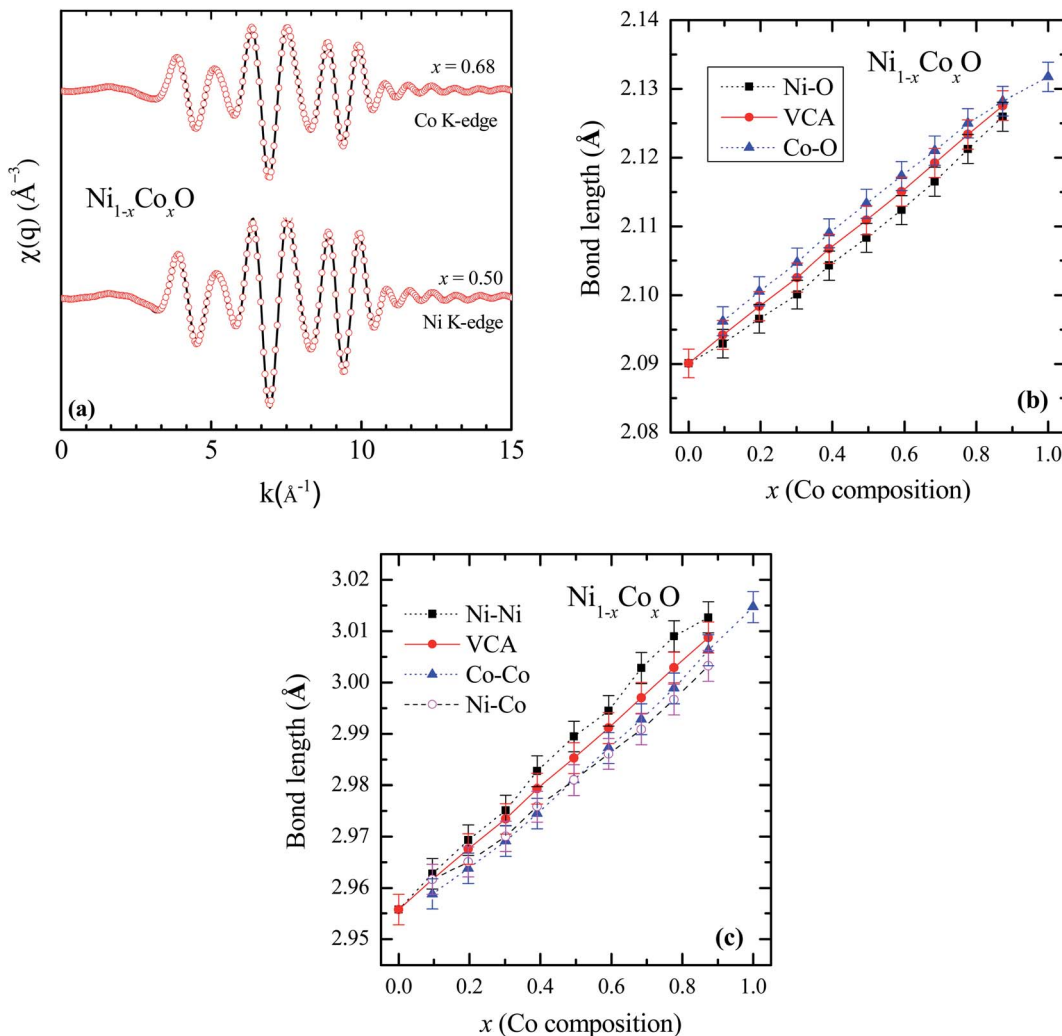 x = 0.68
Co K-edge
Ni₁₋ₓCoₓO
x = 0.50
Ni K-edge
(a)
χ(q) (Å⁻³)
0 5 10 15
k(Å⁻¹)
2.14
2.13
2.12
2.11
2.10
2.09
2.08
Bond length (Å)
Ni₁₋ₓCoₓO
Ni-O
VCA
Co-O
(b)
0.0 0.2 0.4 0.6 0.8 1.0
x (Co composition)
3.02
3.01
3.00
2.99
2.98
2.97
2.96
2.95
Bond length (Å)
Ni₁₋ₓCoₓO
Ni-Ni
VCA
Co-Co
Ni-Co
(c)
0.0 0.2 0.4 0.6 0.8 1.0
x (Co composition)